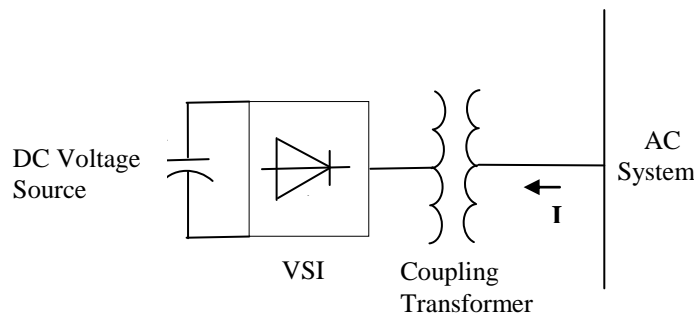 DC Voltage
Source
VSI
Coupling
Transformer
I
AC
System